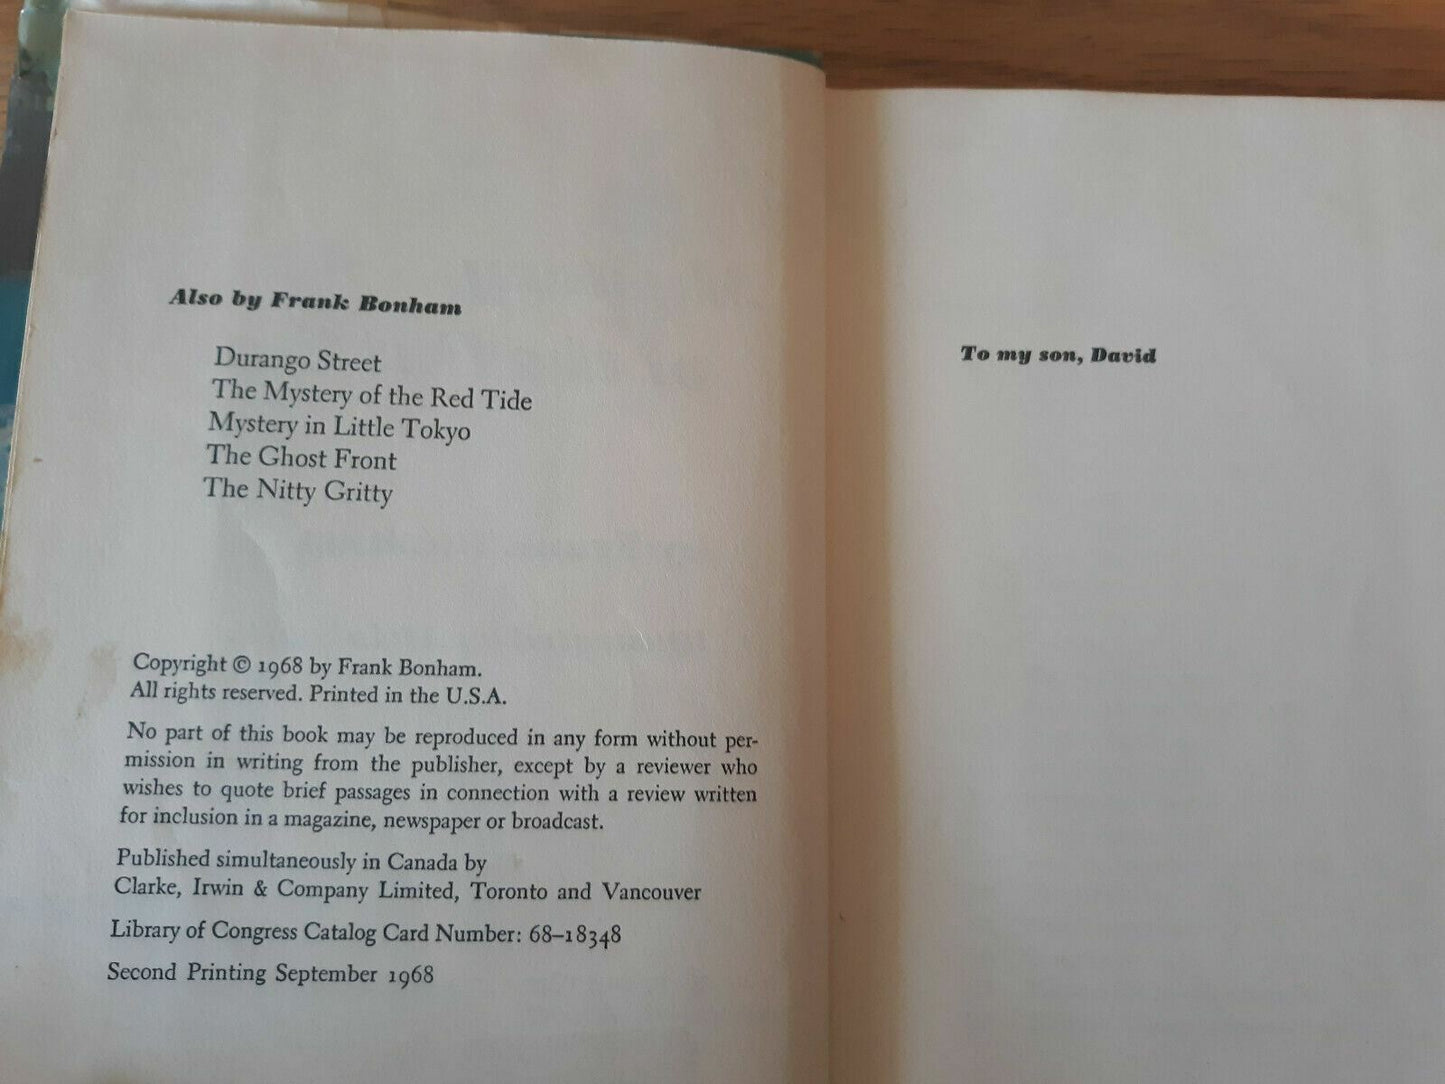 Also by Frank Bonham
Durango Street
The Mystery of the Red Tide
Mystery in Little Tokyo
The Ghost Front
The Nitty Gritty
Copyright © 1968 by Frank Bonham.
All rights reserved. Printed in the U.S.A.
No part of this book may be reproduced in any form without per-
mission in writing from the publisher, except by a reviewer who
wishes to quote brief passages in connection with a review written
for inclusion in a magazine, newspaper or broadcast.
Published simultaneously in Canada by
Clarke, Irwin & Company Limited, Toronto and Vancouver
Library of Congress Catalog Card Number: 68–18348
Second Printing September 1968
To my son, David